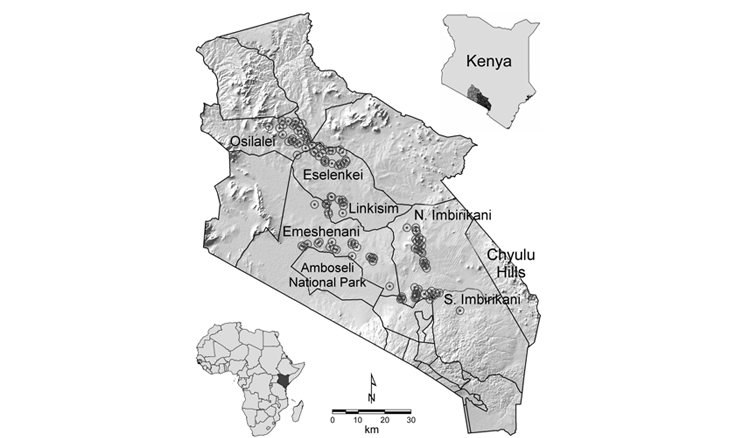 Kenya
Osilalei
Eselenkei
Linkisim
N. Imbirikani
Emeshenani
Chyulu
Hills
Amboseli
National Park
S. Imbirikani
N
0 10 20 30
km